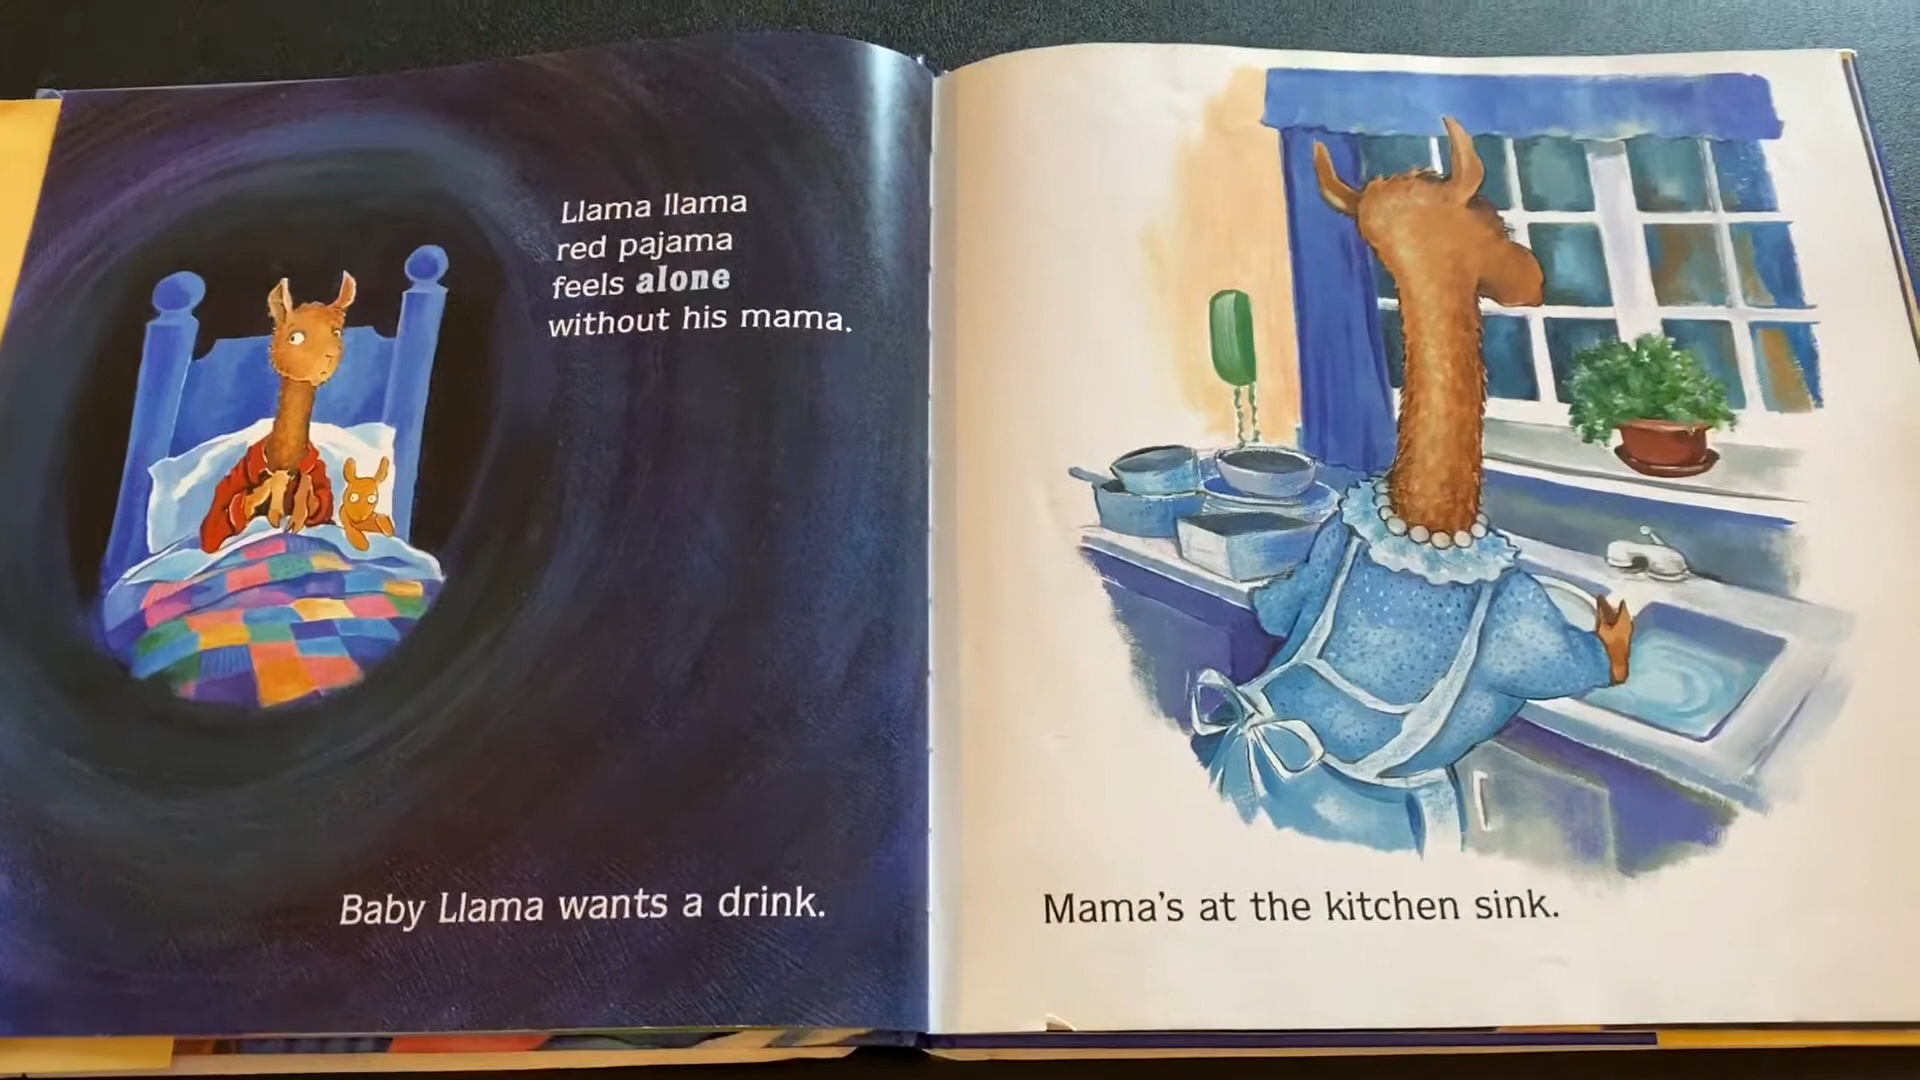 Llama llama
red pajama
feels alone
without his mama.
Baby Llama wants a drink.
Mama's at the kitchen sink.